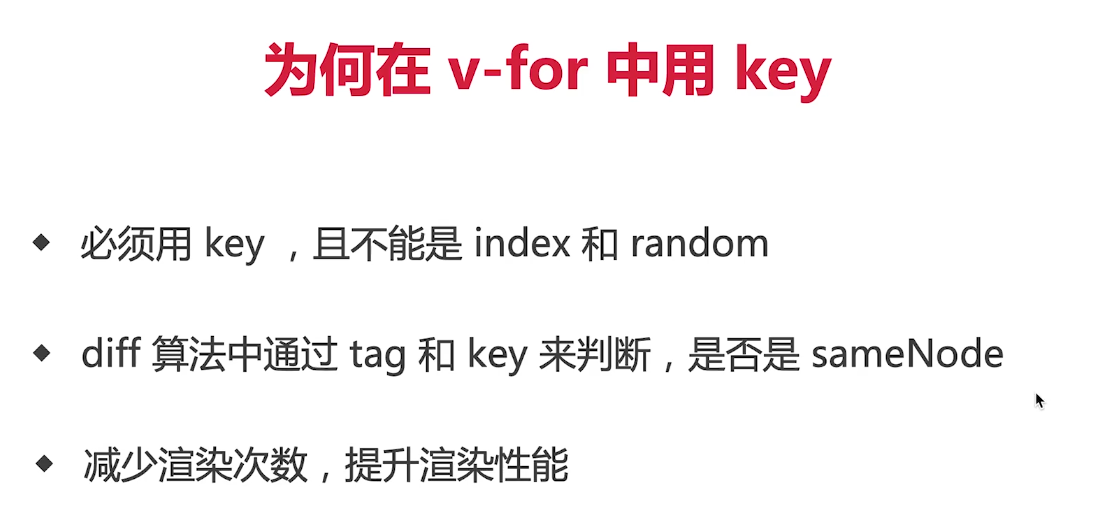 为何在 v-for 中用 key
必须用 key ，且不能是 index 和 random
diff 算法中通过 tag 和 key 来判断，是否是 sameNode
减少渲染次数，提升渲染性能